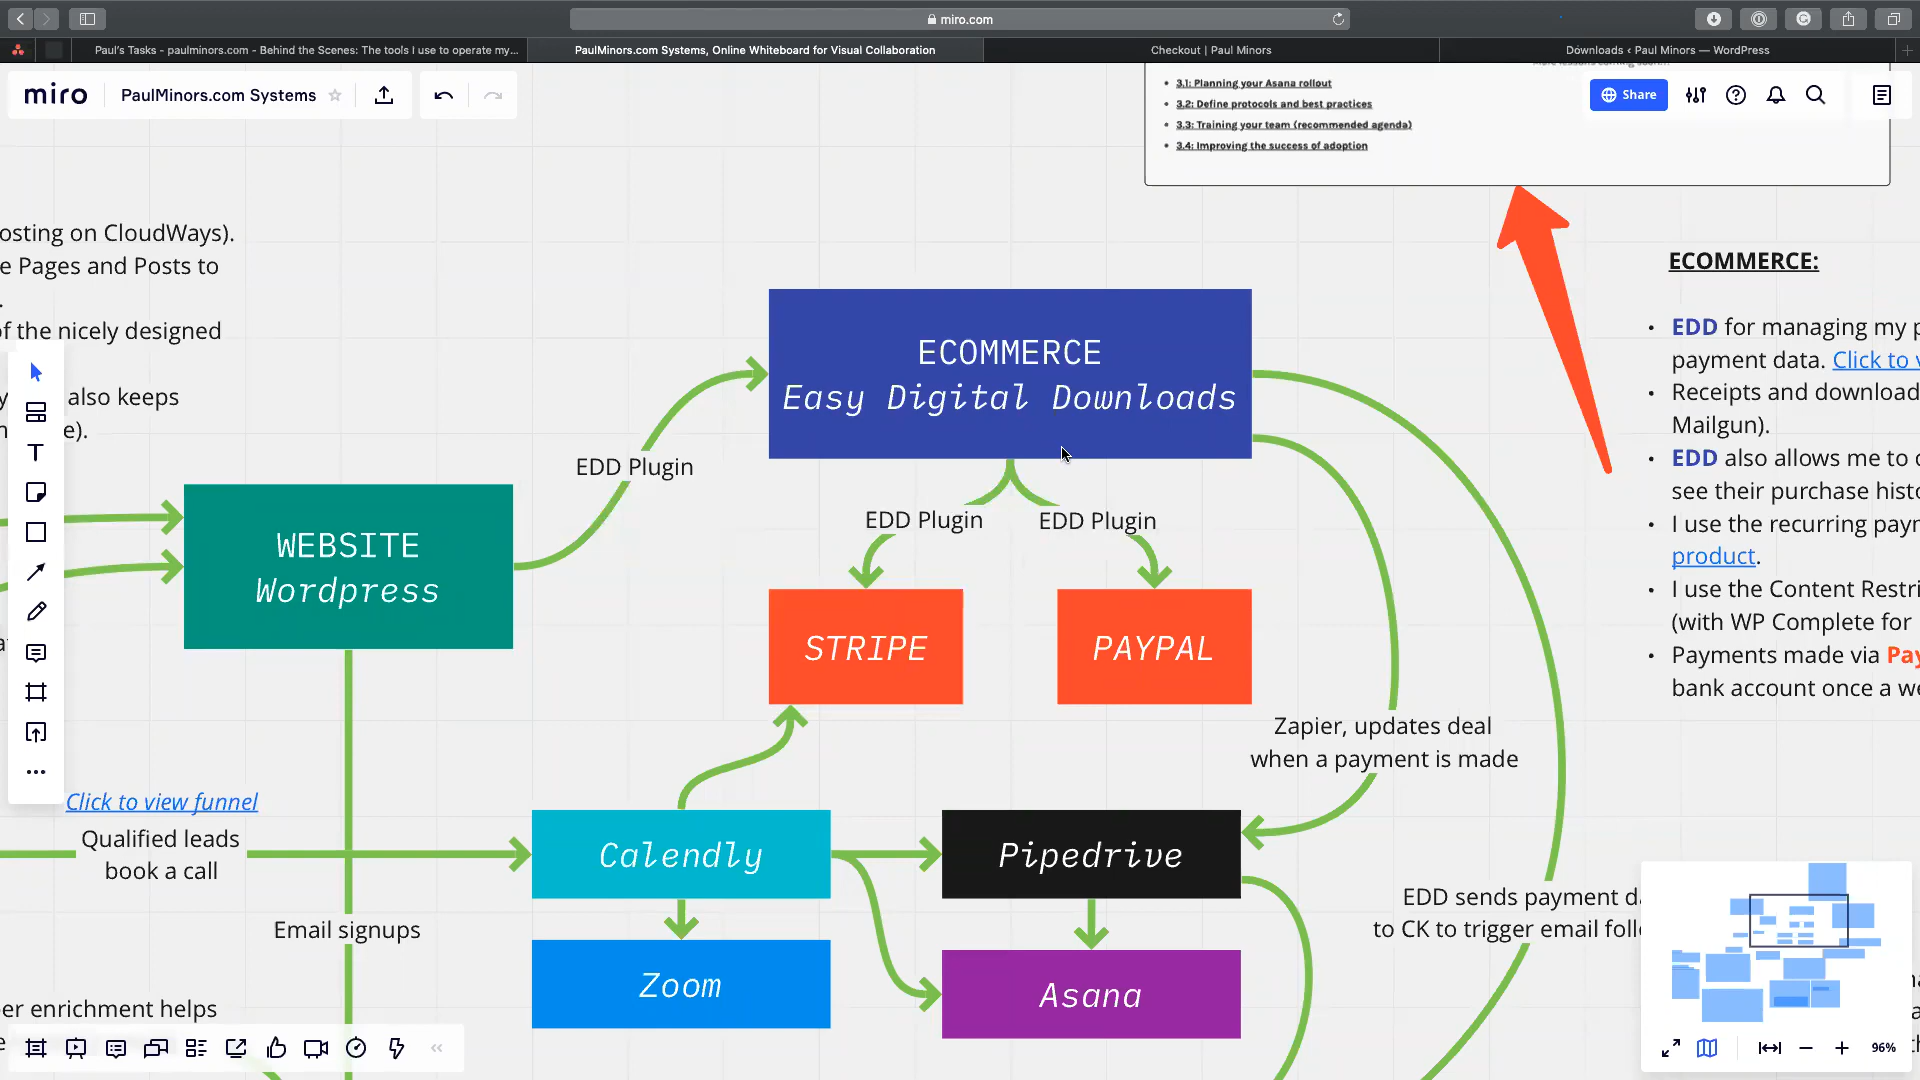 miro.com
Paul's Tasks - paulminors.com - Behind the Scenes: The tools I use to operate my...
PaulMinors.com Systems, Online Whiteboard for Visual Collaboration
Checkout | Paul Minors
Downloads ‹ Paul Minors — WordPress
miro
PaulMinors.com Systems
Share
3.1: Planning your Asana rollout
3.2: Define protocols and best practices
3.3: Training your team (recommended agenda)
3.4: Improving the success of adoption
osting on CloudWays).
e Pages and Posts to
of the nicely designed
also keeps
e).
ECOMMERCE:
EDD for managing my p
payment data. Click to v
Receipts and download
Mailgun).
EDD also allows me to c
see their purchase histo
I use the recurring payn
product.
I use the Content Restri
(with WP Complete for
Payments made via Pay
bank account once a we
ECOMMERCE
Easy Digital Downloads
EDD Plugin
EDD Plugin
EDD Plugin
WEBSITE
Wordpress
STRIPE
PAYPAL
Zapier, updates deal
when a payment is made
Click to view funnel
Qualified leads
book a call
Calendly
Pipedrive
Email signups
EDD sends payment da
to CK to trigger email follo
Zoom
Asana
er enrichment helps
96%